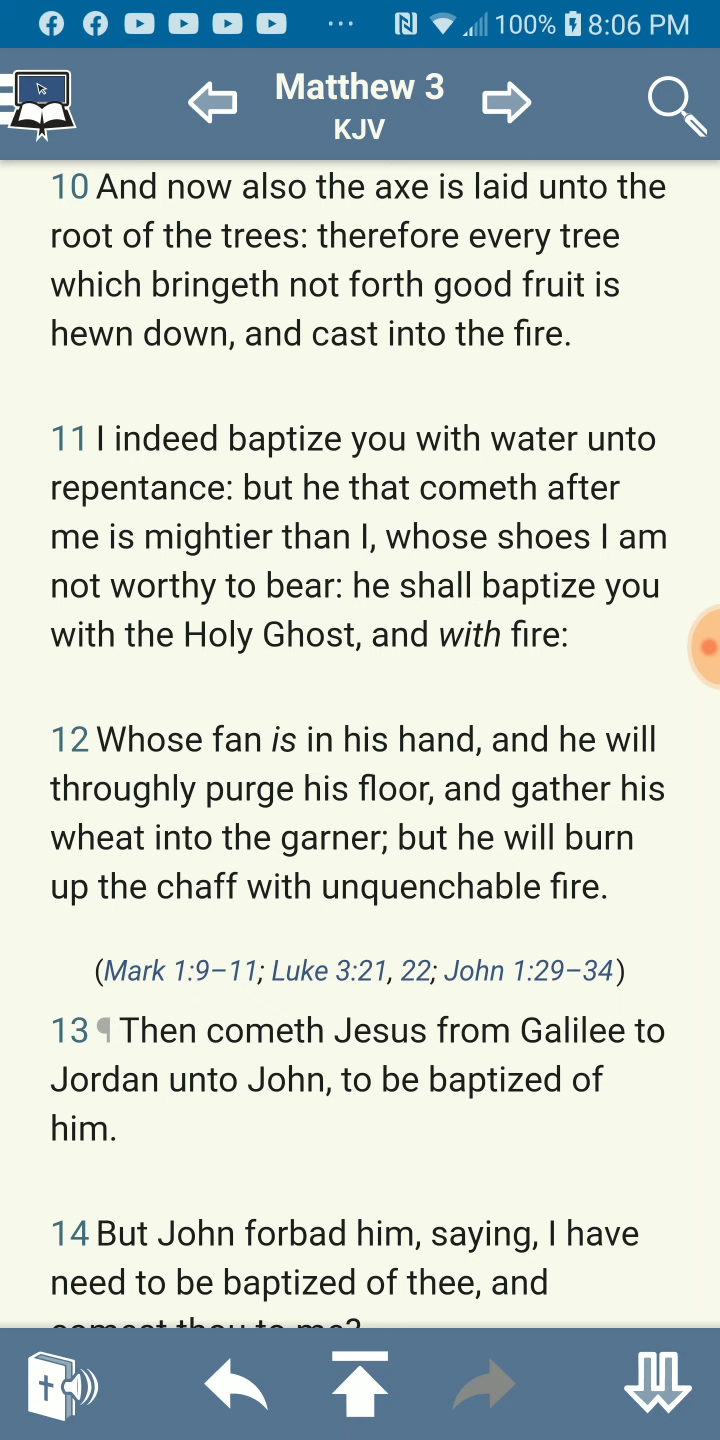 100% 8:06 PM
Matthew 3
KJV
10 And now also the axe is laid unto the
root of the trees: therefore every tree
which bringeth not forth good fruit is
hewn down, and cast into the fire.
11 I indeed baptize you with water unto
repentance: but he that cometh after
me is mightier than I, whose shoes I am
not worthy to bear: he shall baptize you
with the Holy Ghost, and with fire:
12 Whose fan is in his hand, and he will
throughly purge his floor, and gather his
wheat into the garner; but he will burn
up the chaff with unquenchable fire.
(Mark 1:9–11; Luke 3:21, 22; John 1:29–34)
13 ¶ Then cometh Jesus from Galilee to
Jordan unto John, to be baptized of
him.
14 But John forbad him, saying, I have
need to be baptized of thee, and
comest thou to me?